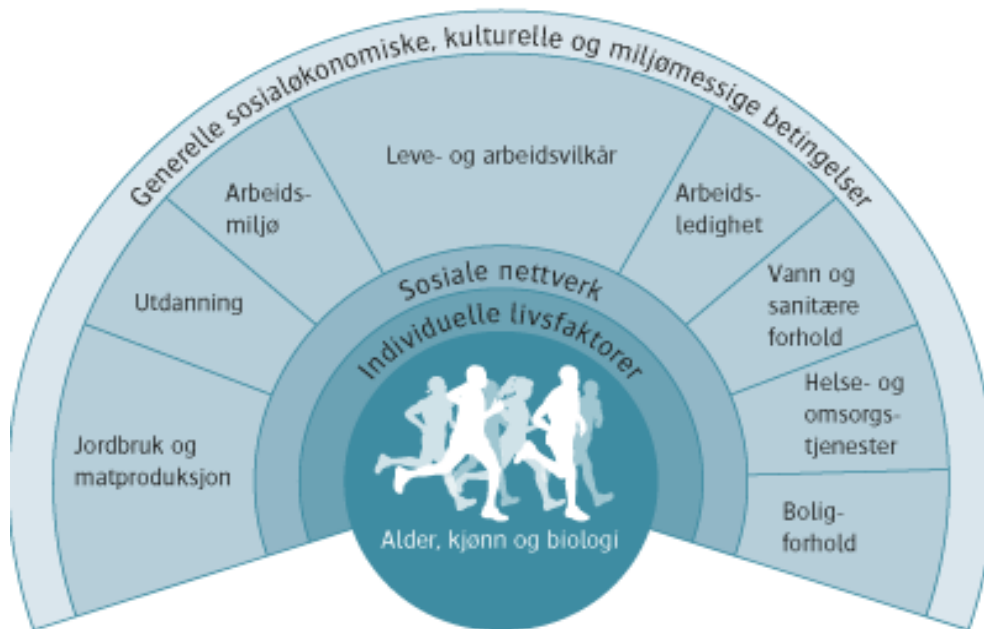 Generelle sosialøkonomiske, kulturelle og miljømessige betingelser
Leve- og arbeidsvilkår
Arbeids-
miljø
Arbeids-
ledighet
Utdanning
Vann og
sanitære
forhold
Jordbruk og
matproduksjon
Helse- og
omsorgs-
tjenester
Bolig-
forhold
Sosiale nettverk
Individuelle livsfaktorer
Alder, kjønn og biologi